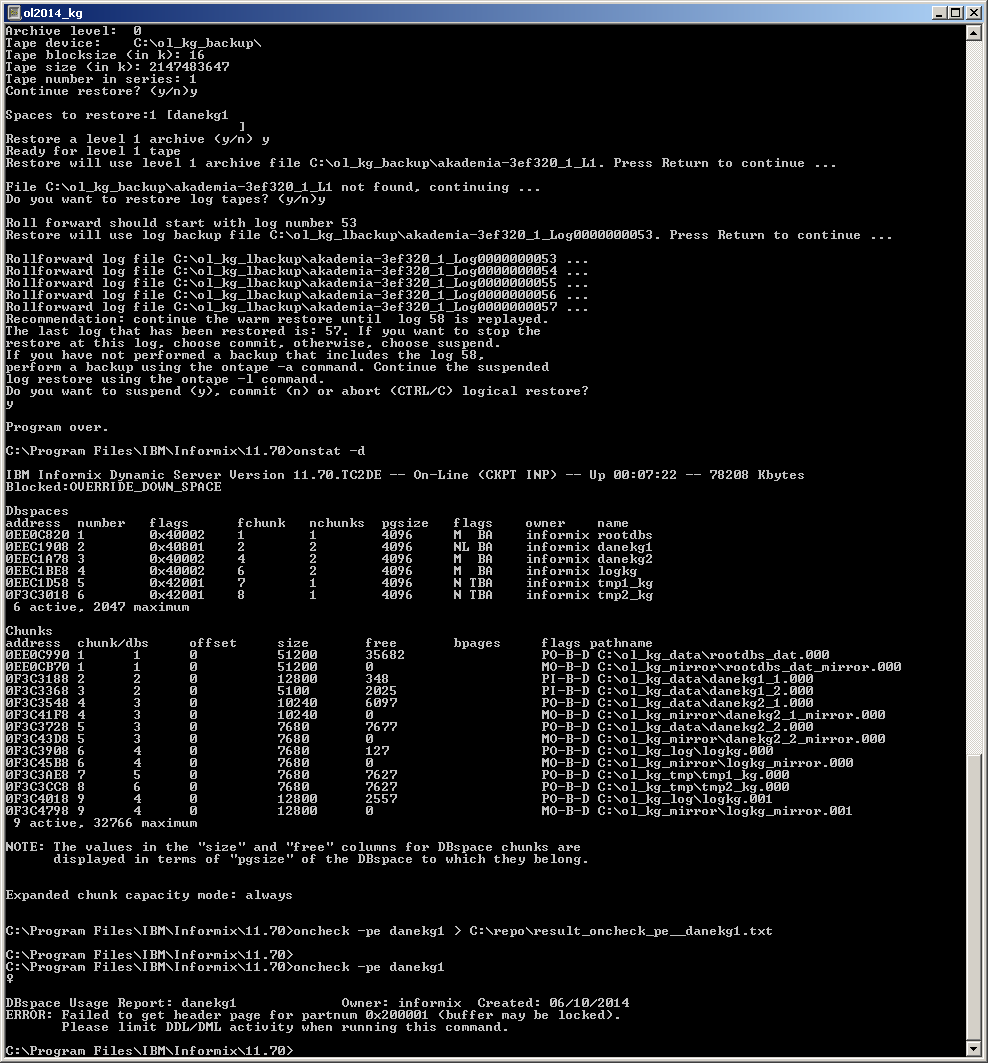 ol2014_kg
Archive level:  0
Tape device:    C:\ol_kg_backup\
Tape blocksize (in k): 16
Tape size (in k): 2147483647
Tape number in series: 1
Continue restore? (y/n)y
Spaces to restore:1 [danekg1
                             ]
Restore a level 1 archive (y/n) y
Ready for level 1 tape
Restore will use level 1 archive file C:\ol_kg_backup\akademia-3ef320_1_L1. Press Return to continue ...
File C:\ol_kg_backup\akademia-3ef320_1_L1 not found, continuing ...
Do you want to restore log tapes? (y/n)y
Roll forward should start with log number 53
Restore will use log backup file C:\ol_kg_lbackup\akademia-3ef320_1_Log0000000053. Press Return to continue ...
Rollforward log file C:\ol_kg_lbackup\akademia-3ef320_1_Log0000000053 ...
Rollforward log file C:\ol_kg_lbackup\akademia-3ef320_1_Log0000000054 ...
Rollforward log file C:\ol_kg_lbackup\akademia-3ef320_1_Log0000000055 ...
Rollforward log file C:\ol_kg_lbackup\akademia-3ef320_1_Log0000000056 ...
Rollforward log file C:\ol_kg_lbackup\akademia-3ef320_1_Log0000000057 ...
Recommendation: continue the warm restore until  log 58 is replayed.
The last log that has been restored is: 57. If you want to stop the
restore at this log, choose commit, otherwise, choose suspend.
If you have not performed a backup that includes the log 58,
perform a backup using the ontape -a command. Continue the suspended
log restore using the ontape -l command.
Do you want to suspend (y), commit (n) or abort (CTRL/C) logical restore?
y
Program over.
C:\Program Files\IBM\Informix\11.70>onstat -d
IBM Informix Dynamic Server Version 11.70.TC2DE -- On-Line (CKPT INP) -- Up 00:07:22 -- 78208 Kbytes
Blocked:OVERRIDE_DOWN_SPACE
Dbspaces
address  number   flags      fchunk   nchunks  pgsize   flags    owner    name
0EE0C820 1        0x40002    1        1        4096     M  BA    informix rootdbs
0EEC1908 2        0x40801    2        2        4096     NL BA    informix danekg1
0EEC1A78 3        0x40002    4        2        4096     M  BA    informix danekg2
0EEC1BE8 4        0x40002    6        2        4096     M  BA    informix logkg
0EEC1D58 5        0x42001    7        1        4096     N TBA    informix tmp1_kg
0F3C3018 6        0x42001    8        1        4096     N TBA    informix tmp2_kg
 6 active, 2047 maximum
Chunks
address  chunk/dbs     offset     size       free       bpages     flags pathname
0EE0C990 1      1      0          51200      35682                 PO-B-D C:\ol_kg_data\rootdbs_dat.000
0EE0CB70 1      1      0          51200      0                     MO-B-D C:\ol_kg_mirror\rootdbs_dat_mirror.000
0F3C3188 2      2      0          12800      348                   PI-B-D C:\ol_kg_data\danekg1_1.000
0F3C3368 3      2      0          5100       2025                  PI-B-D C:\ol_kg_data\danekg1_2.000
0F3C3548 4      3      0          10240      6097                  PO-B-D C:\ol_kg_data\danekg2_1.000
0F3C41F8 4      3      0          10240      0                     MO-B-D C:\ol_kg_mirror\danekg2_1_mirror.000
0F3C3728 5      3      0          7680       7677                  PO-B-D C:\ol_kg_data\danekg2_2.000
0F3C43D8 5      3      0          7680       0                     MO-B-D C:\ol_kg_mirror\danekg2_2_mirror.000
0F3C3908 6      4      0          7680       127                   PO-B-D C:\ol_kg_log\logkg.000
0F3C45B8 6      4      0          7680       0                     MO-B-D C:\ol_kg_mirror\logkg_mirror.000
0F3C3AE8 7      5      0          7680       7627                  PO-B-D C:\ol_kg_tmp\tmp1_kg.000
0F3C3CC8 8      6      0          7680       7627                  PO-B-D C:\ol_kg_tmp\tmp2_kg.000
0F3C4018 9      4      0          12800      2557                  PO-B-D C:\ol_kg_log\logkg.001
0F3C4798 9      4      0          12800      0                     MO-B-D C:\ol_kg_mirror\logkg_mirror.001
 9 active, 32766 maximum
NOTE: The values in the "size" and "free" columns for DBspace chunks are
      displayed in terms of "pgsize" of the DBspace to which they belong.
Expanded chunk capacity mode: always
C:\Program Files\IBM\Informix\11.70>oncheck -pe danekg1 > C:\repo\result_oncheck_pe__danekg1.txt
C:\Program Files\IBM\Informix\11.70>
C:\Program Files\IBM\Informix\11.70>oncheck -pe danekg1
♀
DBspace Usage Report: danekg1             Owner: informix  Created: 06/10/2014
ERROR: Failed to get header page for partnum 0x200001 (buffer may be locked).
       Please limit DDL/DML activity when running this command.
C:\Program Files\IBM\Informix\11.70>